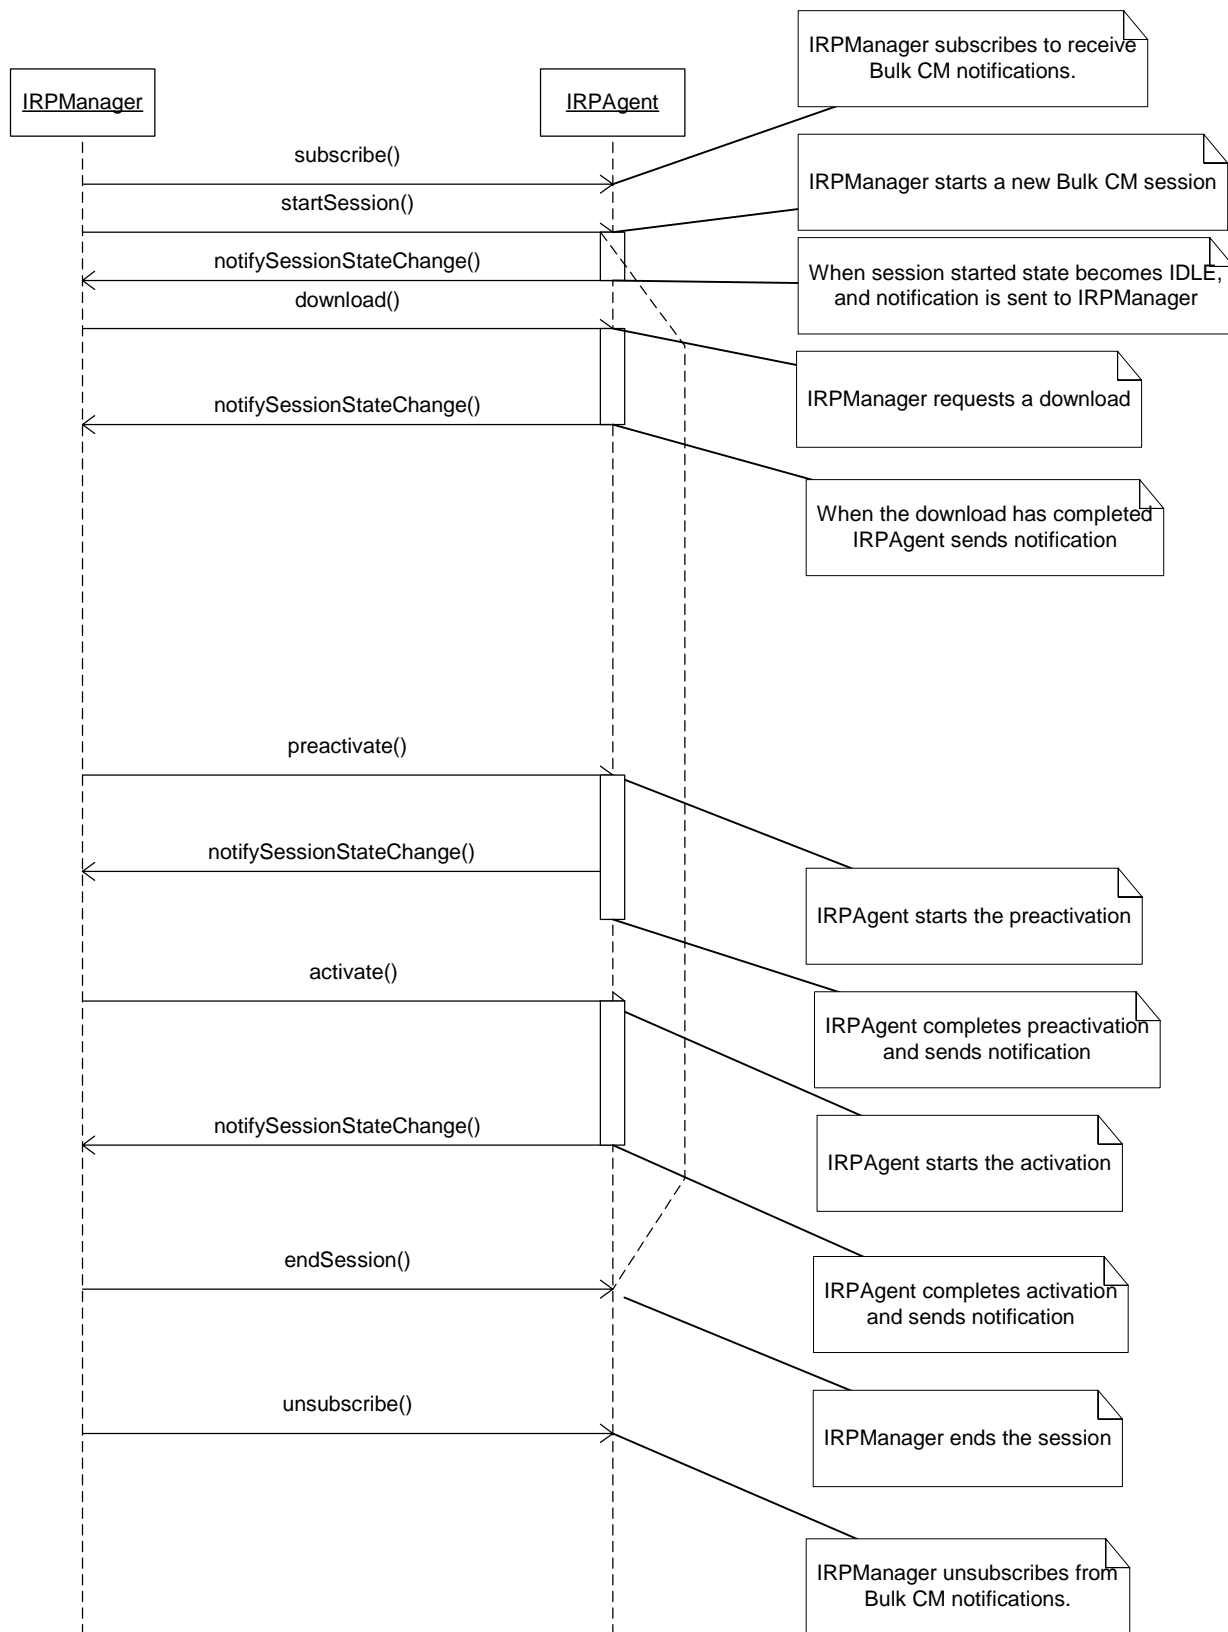 IRPManager subscribes to receive
Bulk CM notifications.
IRPManager
IRPAgent
subscribe()
IRPManager starts a new Bulk CM session
startSession()
notifySessionStateChange()
When session started state becomes IDLE,
and notification is sent to IRPManager
download()
IRPManager requests a download
notifySessionStateChange()
When the download has completed
IRPAgent sends notification
preactivate()
notifySessionStateChange()
IRPAgent starts the preactivation
activate()
IRPAgent completes preactivation
and sends notification
notifySessionStateChange()
IRPAgent starts the activation
endSession()
IRPAgent completes activation
and sends notification
unsubscribe()
IRPManager ends the session
IRPManager unsubscribes from
Bulk CM notifications.